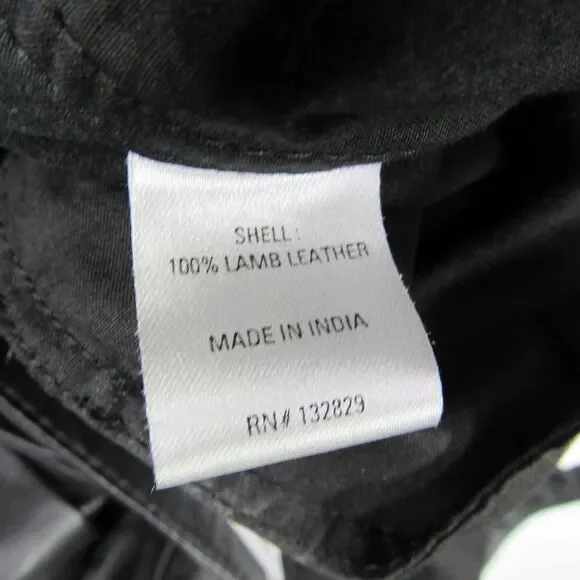 SHELL:
100% LAMB LEATHER
MADE IN INDIA
RN# 132829